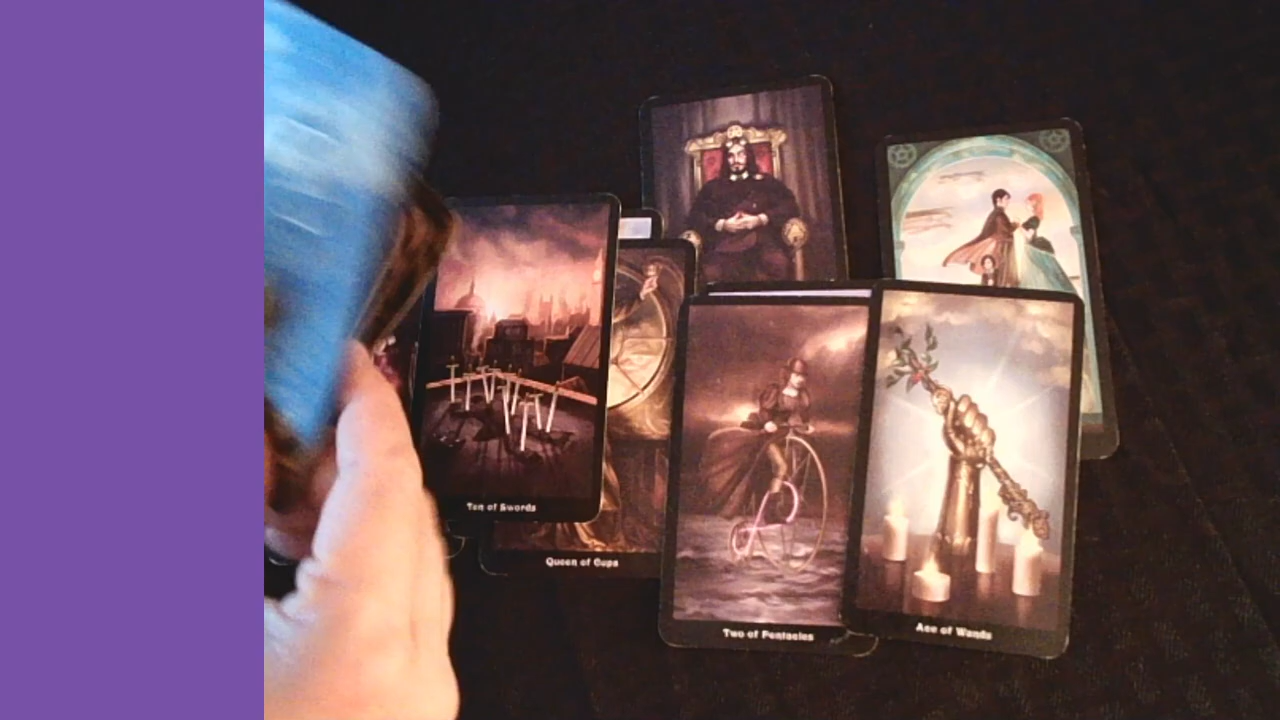 Ten of Swords
Queen of Cups
Two of Pentacles
Ace of Wands